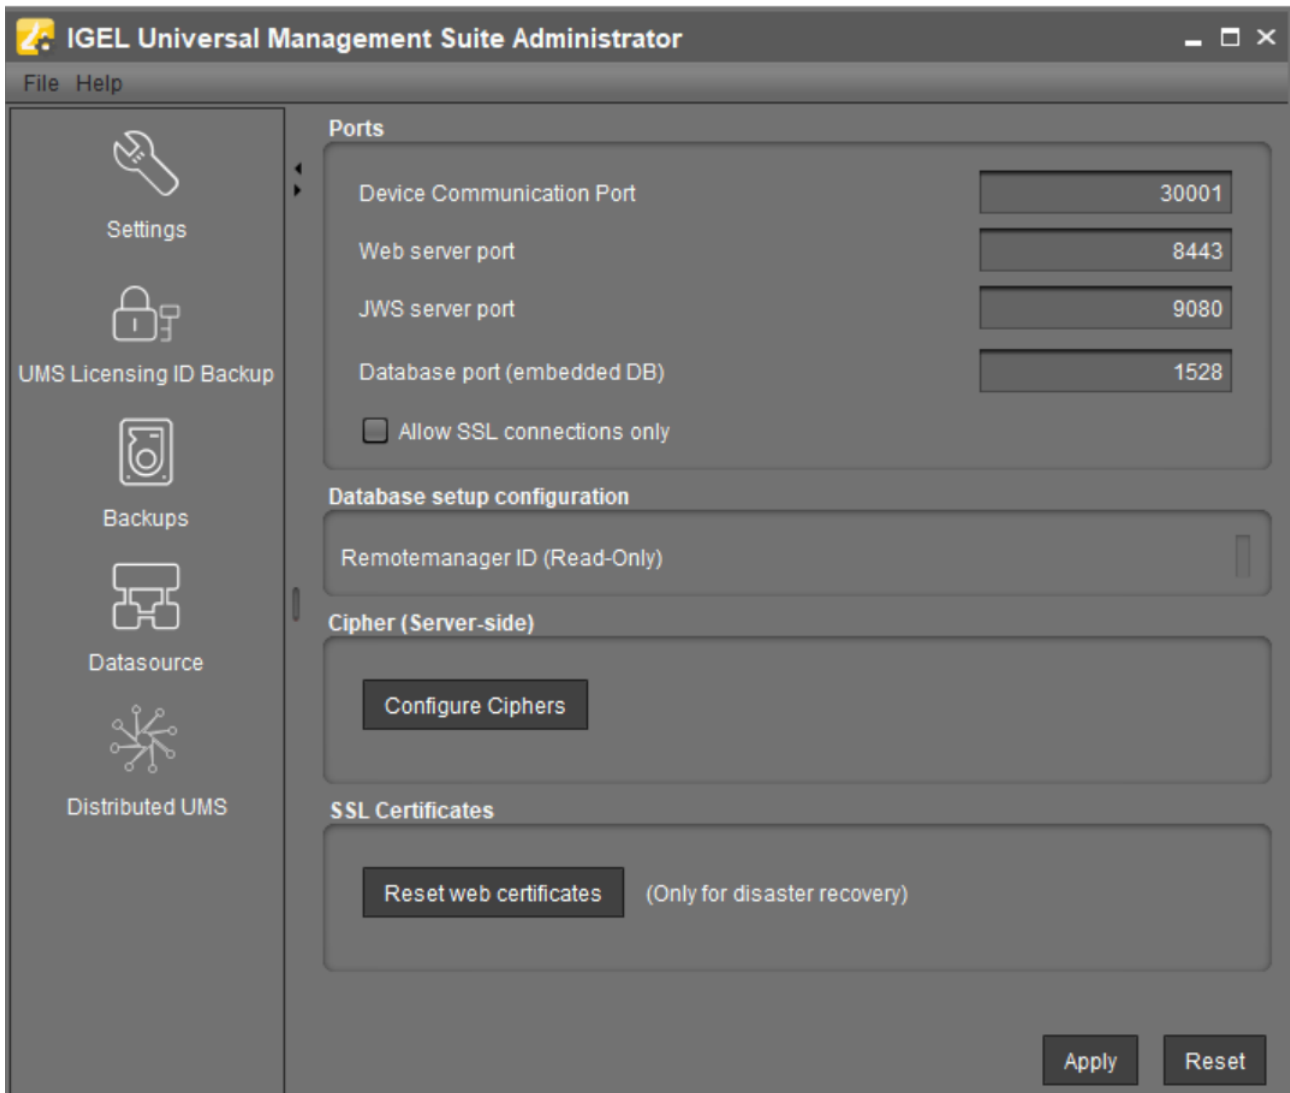 IGEL Universal Management Suite Administrator
File Help
Settings
UMS Licensing ID Backup
Backups
Datasource
Distributed UMS
Ports
Device Communication Port 30001
Web server port 8443
JWS server port 9080
Database port (embedded DB) 1528
Allow SSL connections only
Database setup configuration
Remotemanager ID (Read-Only)
Cipher (Server-side)
Configure Ciphers
SSL Certificates
Reset web certificates (Only for disaster recovery)
Apply Reset